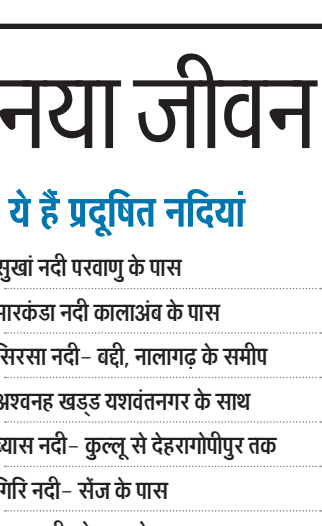 नया जीवन
ये हैं प्रदूषित नदियां
सुखां नदी परवाणु के पास
मारकंडा नदी कालाअंब के पास
सिरसा नदी– बद्दी, नालागढ़ के समीप
अश्वनह खड्ड यशवंतनगर के साथ
ब्यास नदी– कुल्लू से देहरागोपीपुर तक
गिरि नदी– सेंज के पास